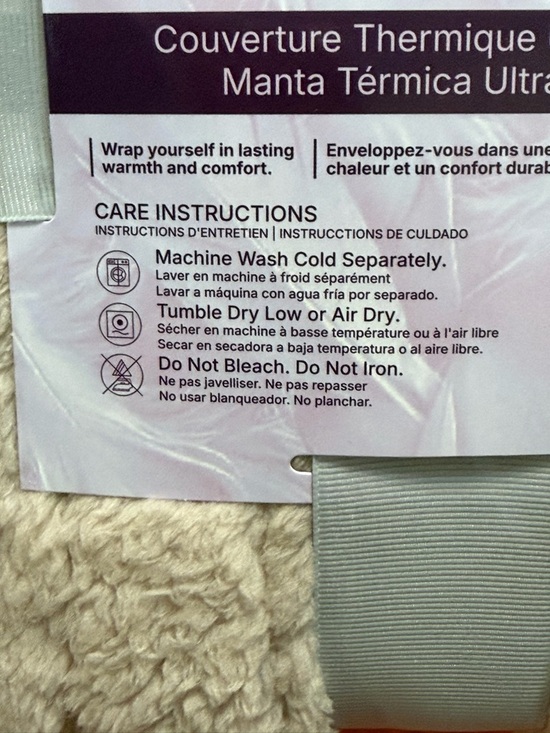 Couverture Thermique
Manta Térmica Ultra
Wrap yourself in lasting
warmth and comfort.
Enveloppez-vous dans une
chaleur et un confort durab
CARE INSTRUCTIONS
INSTRUCTIONS D'ENTRETIEN | INSTRUCCTIONS DE CULDADO
Machine Wash Cold Separately.
Laver en machine à froid séparément
Lavar a máquina con agua fría por separado.
Tumble Dry Low or Air Dry.
Sécher en machine à basse température ou à l'air libre
Secar en secadora a baja temperatura o al aire libre.
Do Not Bleach. Do Not Iron.
Ne pas javelliser. Ne pas repasser
No usar blanqueador. No planchar.